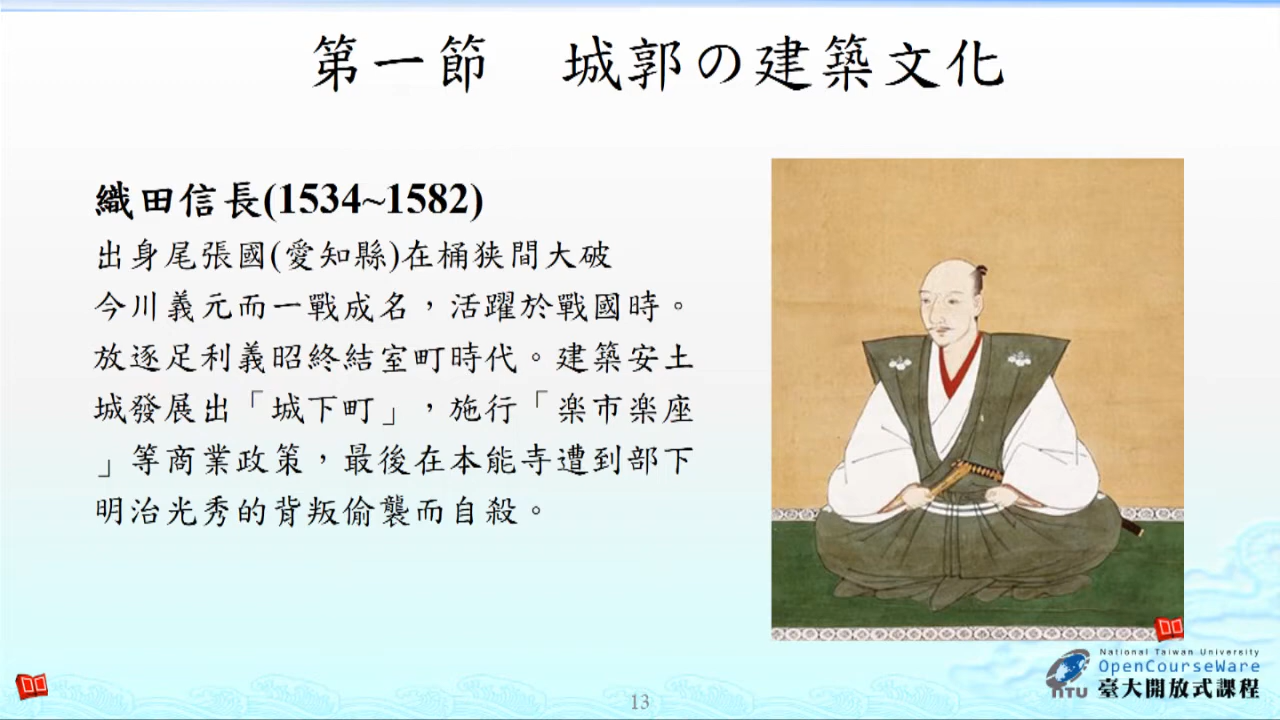 第一節　城郭の建築文化
織田信長(1534~1582)
出身尾張國(愛知縣)在桶狭間大破
今川義元而一戰成名，活躍於戰國時。
放逐足利義昭終結室町時代。建築安土
城發展出「城下町」，施行「楽市楽座
」等商業政策，最後在本能寺遭到部下
明治光秀的背叛偷襲而自殺。
13
National Taiwan University
OpenCourseWare
NTU 臺大開放式課程